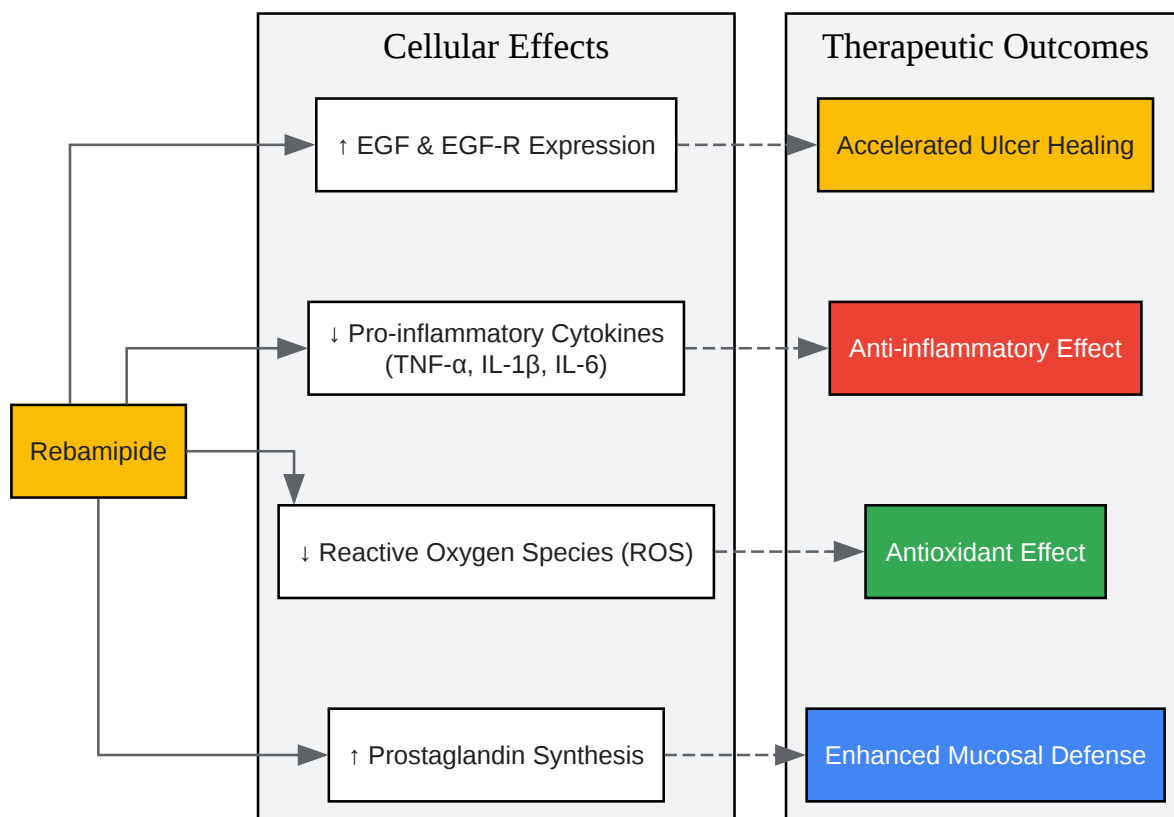 Cellular Effects
Therapeutic Outcomes
↑ EGF & EGF-R Expression
Accelerated Ulcer Healing
↓ Pro-inflammatory Cytokines
(TNF-α, IL-1β, IL-6)
Anti-inflammatory Effect
Rebamipide
↓ Reactive Oxygen Species (ROS)
Antioxidant Effect
↑ Prostaglandin Synthesis
Enhanced Mucosal Defense